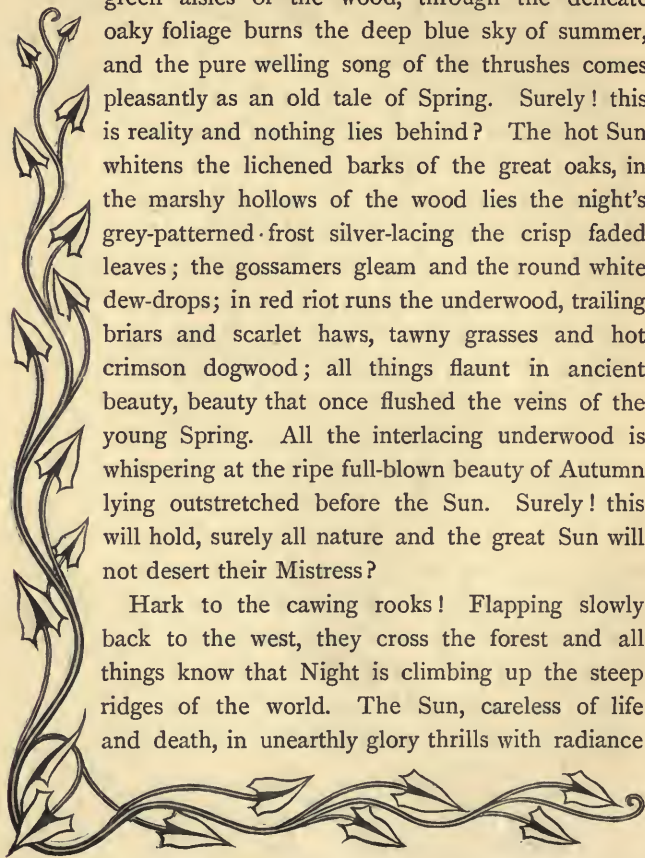 green aisles of the wood, through the delicate
oaky foliage burns the deep blue sky of summer,
and the pure welling song of the thrushes comes
pleasantly as an old tale of Spring. Surely! this
is reality and nothing lies behind? The hot Sun
whitens the lichened barks of the great oaks, in
the marshy hollows of the wood lies the night's
grey-patterned·frost silver-lacing the crisp faded
leaves; the gossamers gleam and the round white
dew-drops; in red riot runs the underwood, trailing
briars and scarlet haws, tawny grasses and hot
crimson dogwood; all things flaunt in ancient
beauty, beauty that once flushed the veins of the
young Spring. All the interlacing underwood is
whispering at the ripe full-blown beauty of Autumn
lying outstretched before the Sun. Surely! this
will hold, surely all nature and the great Sun will
not desert their Mistress?
Hark to the cawing rooks! Flapping slowly
back to the west, they cross the forest and all
things know that Night is climbing up the steep
ridges of the world. The Sun, careless of life
and death, in unearthly glory thrills with radiance